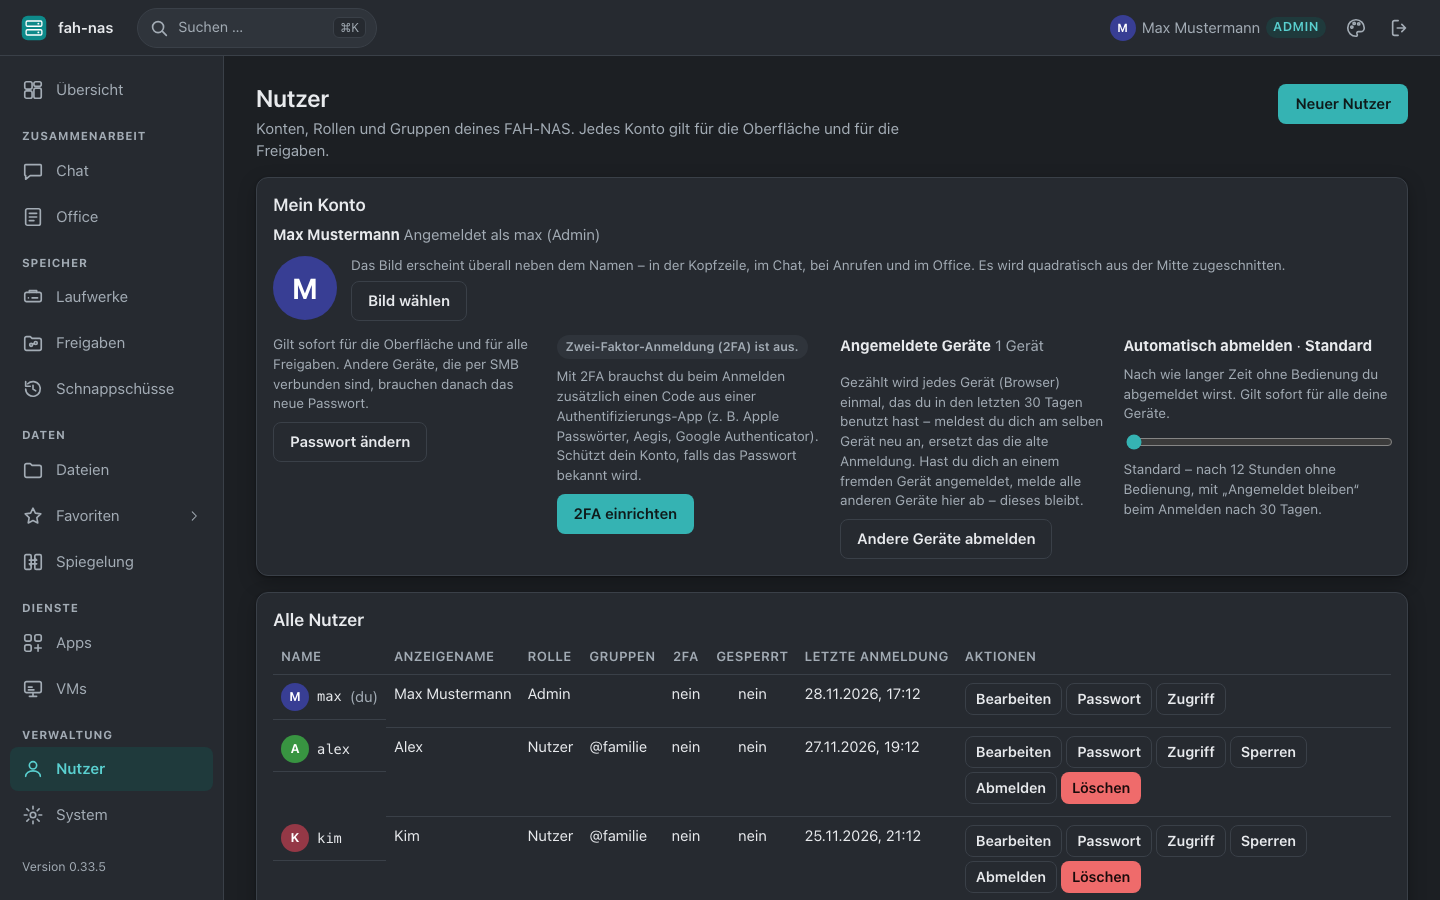 fah-nas
Suchen ...
⌘K
M
Max Mustermann
ADMIN
Übersicht
ZUSAMMENARBEIT
Chat
Office
SPEICHER
Laufwerke
Freigaben
Schnappschüsse
DATEN
Dateien
Favoriten
Spiegelung
DIENSTE
Apps
VMs
VERWALTUNG
Nutzer
System
Version 0.33.5
Nutzer
Neuer Nutzer
Konten, Rollen und Gruppen deines FAH-NAS. Jedes Konto gilt für die Oberfläche und für die
Freigaben.
Mein Konto
Max Mustermann Angemeldet als max (Admin)
M
Das Bild erscheint überall neben dem Namen – in der Kopfzeile, im Chat, bei Anrufen und im Office. Es wird quadratisch aus der Mitte zugeschnitten.
Bild wählen
Gilt sofort für die Oberfläche und für alle
Freigaben. Andere Geräte, die per SMB
verbunden sind, brauchen danach das
neue Passwort.
Passwort ändern
Zwei-Faktor-Anmeldung (2FA) ist aus.
Mit 2FA brauchst du beim Anmelden
zusätzlich einen Code aus einer
Authentifizierungs-App (z. B. Apple
Passwörter, Aegis, Google Authenticator).
Schützt dein Konto, falls das Passwort
bekannt wird.
2FA einrichten
Angemeldete Geräte 1 Gerät
Gezählt wird jedes Gerät (Browser)
einmal, das du in den letzten 30 Tagen
benutzt hast – meldest du dich am selben
Gerät neu an, ersetzt das die alte
Anmeldung. Hast du dich an einem
fremden Gerät angemeldet, melde alle
anderen Geräte hier ab – dieses bleibt.
Andere Geräte abmelden
Automatisch abmelden · Standard
Nach wie langer Zeit ohne Bedienung du
abgemeldet wirst. Gilt sofort für alle deine
Geräte.
Standard – nach 12 Stunden ohne
Bedienung, mit „Angemeldet bleiben“
beim Anmelden nach 30 Tagen.
Alle Nutzer
NAME ANZEIGENAME ROLLE GRUPPEN 2FA GESPERRT LETZTE ANMELDUNG AKTIONEN
M max (du) Max Mustermann Admin nein nein 28.11.2026, 17:12 Bearbeiten Passwort Zugriff
A alex Alex Nutzer @familie nein nein 27.11.2026, 19:12 Bearbeiten Passwort Zugriff Sperren
Abmelden Löschen
K kim Kim Nutzer @familie nein nein 25.11.2026, 21:12 Bearbeiten Passwort Zugriff Sperren
Abmelden Löschen